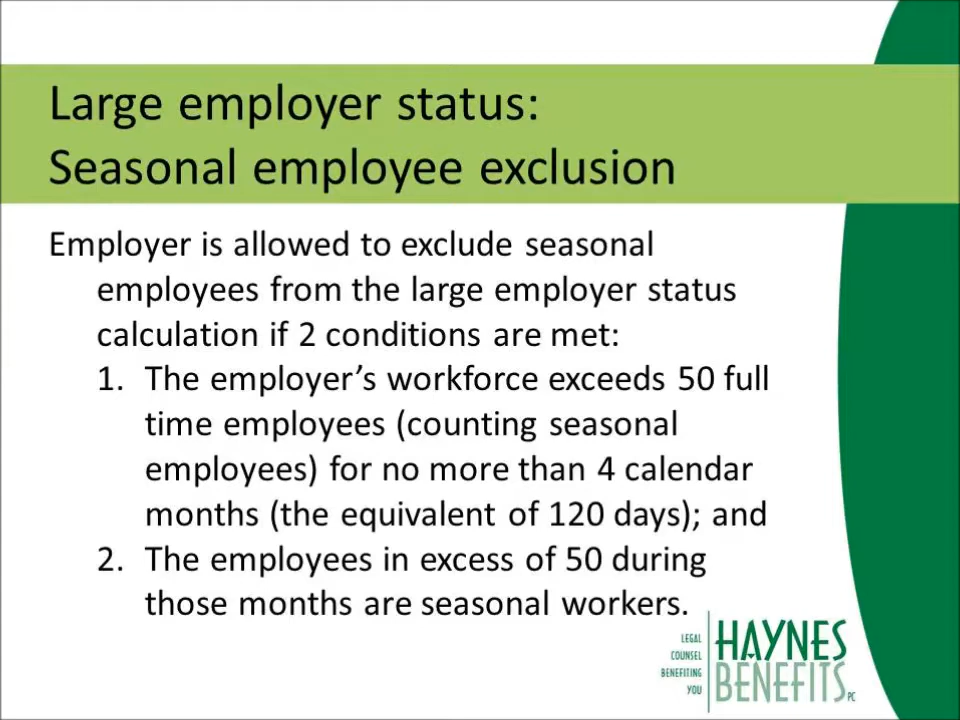 Large employer status:
Seasonal employee exclusion
Employer is allowed to exclude seasonal
employees from the large employer status
calculation if 2 conditions are met:
1. The employer’s workforce exceeds 50 full
time employees (counting seasonal
employees) for no more than 4 calendar
months (the equivalent of 120 days); and
2. The employees in excess of 50 during
those months are seasonal workers.
LEGAL
COUNSEL
BENEFITING
YOU
HAYNES
BENEFITS PC